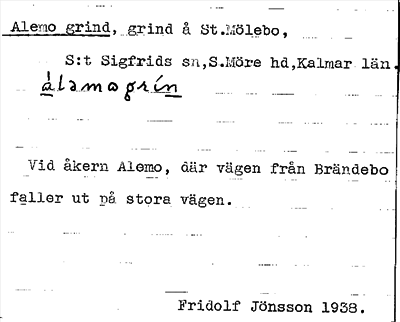 Alemo grind, grind å St.Mölebo,
S:t Sigfrids sn,S.Möre hd,Kalmar län.
ålamogrín
Vid åkern Alemo, där vägen från Brändebo
faller ut på stora vägen.
Fridolf Jönsson 1938.